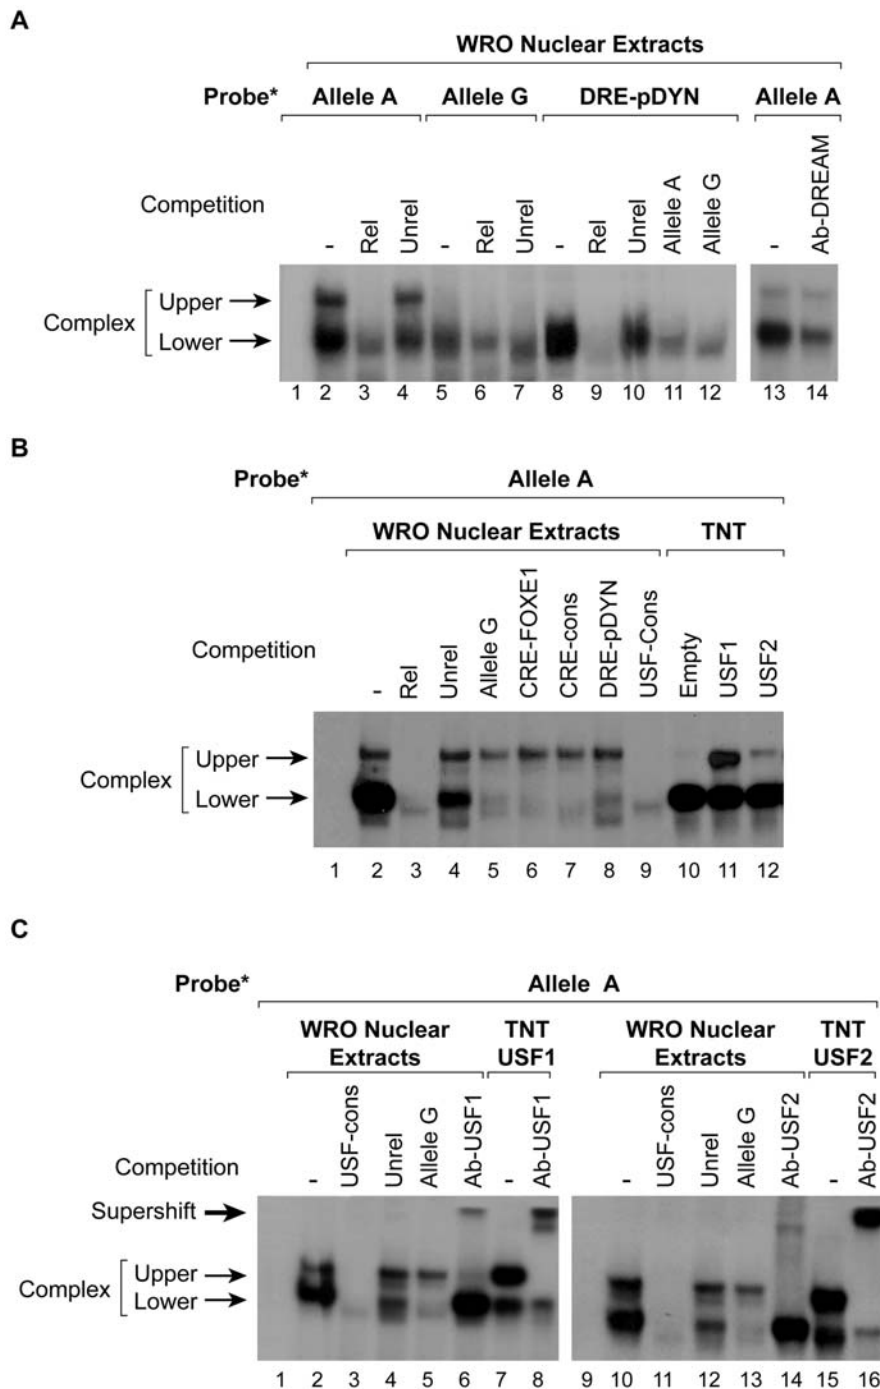 A
WRO Nuclear Extracts
Probe* Allele A Allele G DRE-pDYN Allele A
Competition - Rel Unrel - Rel Unrel - Rel Unrel Allele A Allele G - Ab-DREAM
Complex Upper
Lower
1 2 3 4 5 6 7 8 9 10 11 12 13 14
B
Probe* Allele A
WRO Nuclear Extracts TNT
Competition - Rel Unrel Allele G CRE-FOXE1 CRE-cons DRE-pDYN USF-Cons Empty USF1 USF2
Complex Upper
Lower
1 2 3 4 5 6 7 8 9 10 11 12
C
Probe* Allele A
WRO Nuclear TNT WRO Nuclear TNT
Extracts USF1 Extracts USF2
Competition - USF-cons Unrel Allele G Ab-USF1 - Ab-USF1 - USF-cons Unrel Allele G Ab-USF2 - Ab-USF2
Supershift
Complex Upper
Lower
1 2 3 4 5 6 7 8 9 10 11 12 13 14 15 16